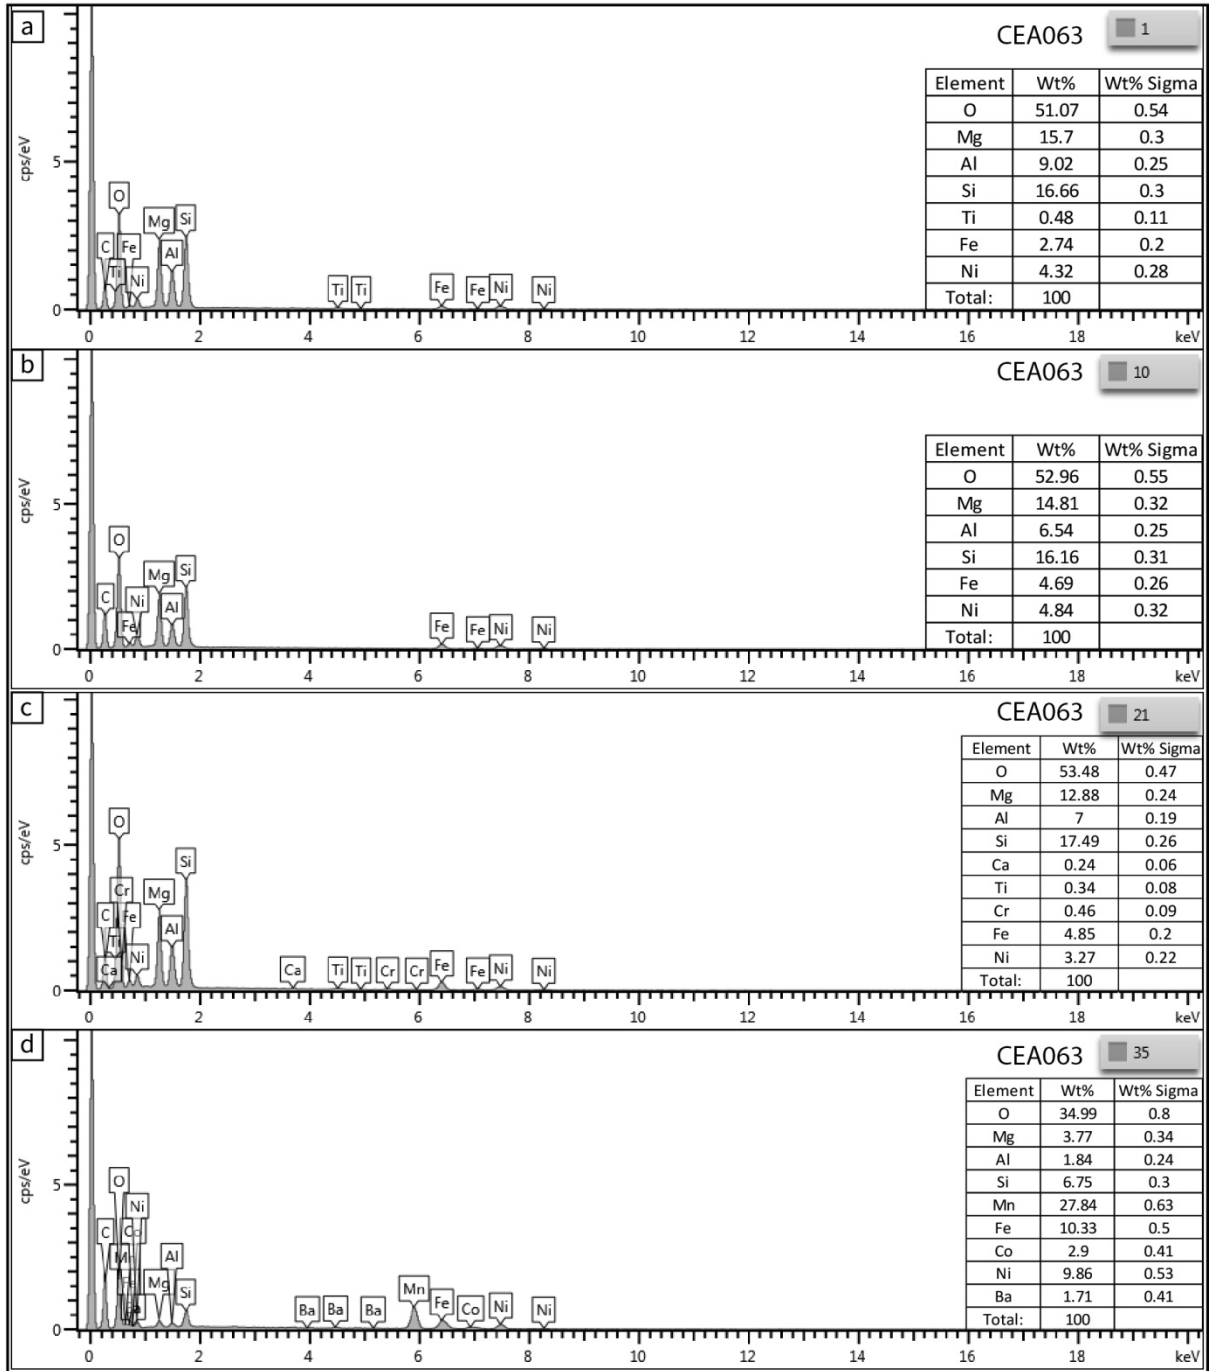 a
CEA063 1
cps/eV
5
0
Element Wt% Wt% Sigma
O 51.07 0.54
Mg 15.7 0.3
Al 9.02 0.25
Si 16.66 0.3
Ti 0.48 0.11
Fe 2.74 0.2
Ni 4.32 0.28
Total: 100
O
C Fe Mg Si
Ti Ni Al
Ti Ti Fe Fe Ni Ni
0 2 4 6 8 10 12 14 16 18 keV
b
CEA063 10
cps/eV
5
0
Element Wt% Wt% Sigma
O 52.96 0.55
Mg 14.81 0.32
Al 6.54 0.25
Si 16.16 0.31
Fe 4.69 0.26
Ni 4.84 0.32
Total: 100
O
C Ni Mg Si
Fe Al
Fe Fe Ni Ni
0 2 4 6 8 10 12 14 16 18 keV
c
CEA063 21
cps/eV
5
0
Element Wt% Wt% Sigma
O 53.48 0.47
Mg 12.88 0.24
Al 7 0.19
Si 17.49 0.26
Ca 0.24 0.06
Ti 0.34 0.08
Cr 0.46 0.09
Fe 4.85 0.2
Ni 3.27 0.22
Total: 100
O
Si
Cr Mg
C Fe
Ti Al
Ca Ni
Ca Ti Ti Cr Cr Fe Fe Ni Ni
0 2 4 6 8 10 12 14 16 18 keV
d
CEA063 35
cps/eV
5
0
Element Wt% Wt% Sigma
O 34.99 0.8
Mg 3.77 0.34
Al 1.84 0.24
Si 6.75 0.3
Mn 27.84 0.63
Fe 10.33 0.5
Co 2.9 0.41
Ni 9.86 0.53
Ba 1.71 0.41
Total: 100
O
Ni
C Co
Mn Al
Fe Mg Si
Ba
Ba Ba Ba Mn Fe Co Ni Ni
0 2 4 6 8 10 12 14 16 18 keV